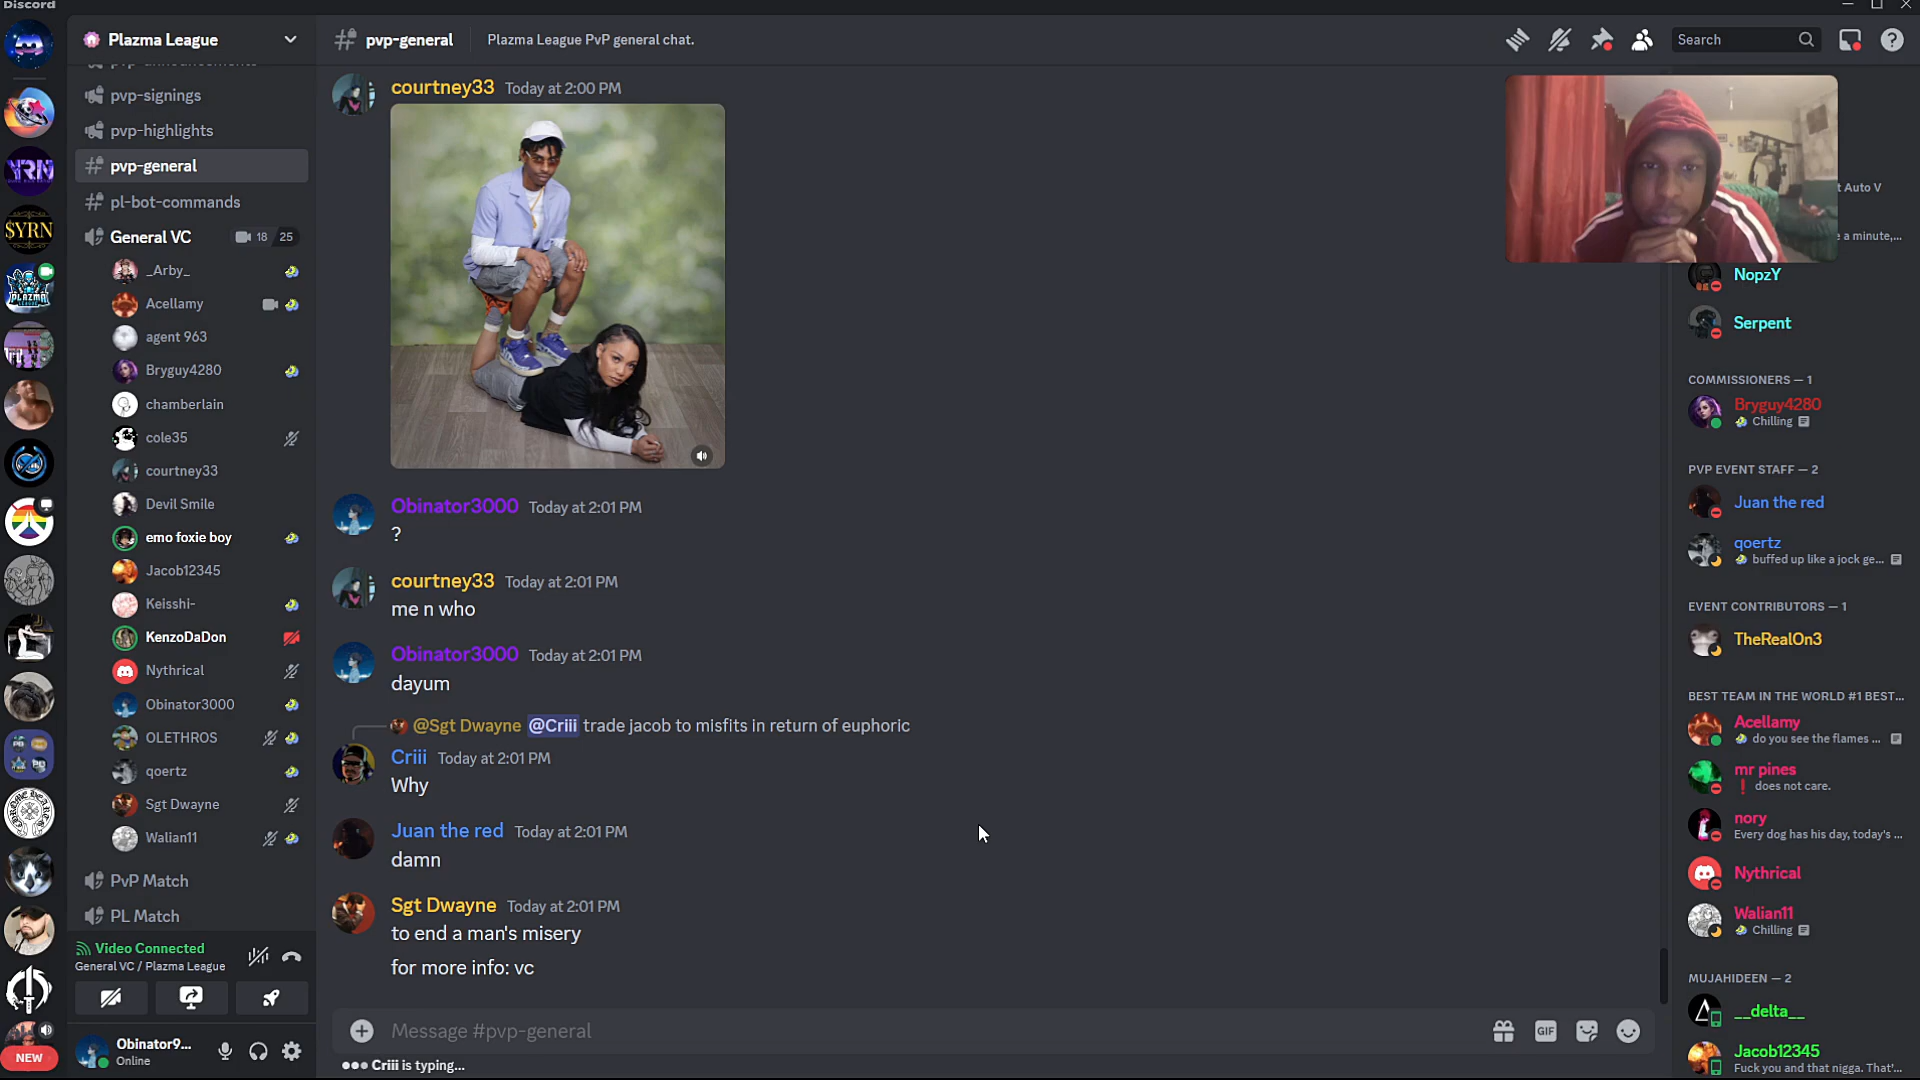 Discord
Plazma League
pvp-general
Plazma League PvP general chat.
Search
pvp-announcements
pvp-signings
pvp-highlights
pvp-general
pl-bot-commands
General VC
18
25
_Arby_
Acellamy
agent 963
Bryguy4280
chamberlain
cole35
courtney33
Devil Smile
emo foxie boy
Jacob12345
Keisshi-
KenzoDaDon
Nythrical
Obinator3000
OLETHROS
qoertz
Sgt Dwayne
Walian11
PvP Match
PL Match
Video Connected
General VC / Plazma League
Obinator9...
Online
YRN
$YRN
PLAZMA
NEW
courtney33 Today at 2:00 PM
Obinator3000 Today at 2:01 PM
?
courtney33 Today at 2:01 PM
me n who
Obinator3000 Today at 2:01 PM
dayum
@Sgt Dwayne @Criii trade jacob to misfits in return of euphoric
Criii Today at 2:01 PM
Why
Juan the red Today at 2:01 PM
damn
Sgt Dwayne Today at 2:01 PM
to end a man's misery
for more info: vc
Message #pvp-general
GIF
Criii is typing...
t Auto V
e a minute,...
NopzY
Serpent
COMMISSIONERS — 1
Bryguy4280
Chilling
PVP EVENT STAFF — 2
Juan the red
qoertz
buffed up like a jock ge...
EVENT CONTRIBUTORS — 1
TheRealOn3
BEST TEAM IN THE WORLD #1 BEST...
Acellamy
do you see the flames ...
mr pines
does not care.
nory
Every dog has his day, today's ...
Nythrical
Walian11
Chilling
MUJAHIDEEN — 2
__delta__
Jacob12345
Fuck you and that nigga. That'...